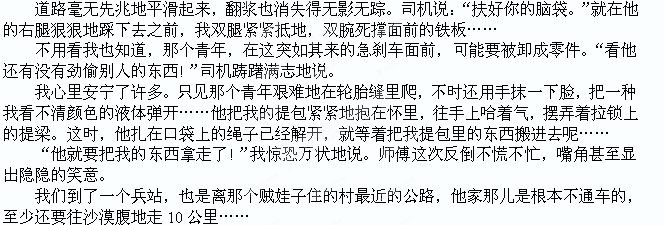 道路毫无先兆地平滑起来，翻浆也消失得无影无踪。司机说：“扶好你的脑袋。”就在他
的右腿狠狠地踩下去之前，我双腿紧紧抵地，双腕死撑面前的铁板……
不用看我也知道，那个青年，在这突如其来的急刹车面前，可能要被卸成零件。“看他
还有没有劲偷别人的东西！”司机踌躇满志地说。
我心里安宁了许多。只见那个青年艰难地在轮胎缝里爬，不时还用手抹一下脸，把一种
我看不清颜色的液体弹开……他把我的提包紧紧地抱在怀里，往手上哈着气，摆弄着拉锁上
的提梁。这时，他扎在口袋上的绳子已经解开，就等着把我提包里的东西搬进去呢……
“他就要把我的东西拿走了！”我惊恐万状地说。师傅这次反倒不慌不忙，嘴角甚至显
出隐隐的笑意。
我们到了一个兵站，也是离那个贼娃子住的村最近的公路，他家那儿是根本不通车的，
至少还要往沙漠腹地走 10 公里……